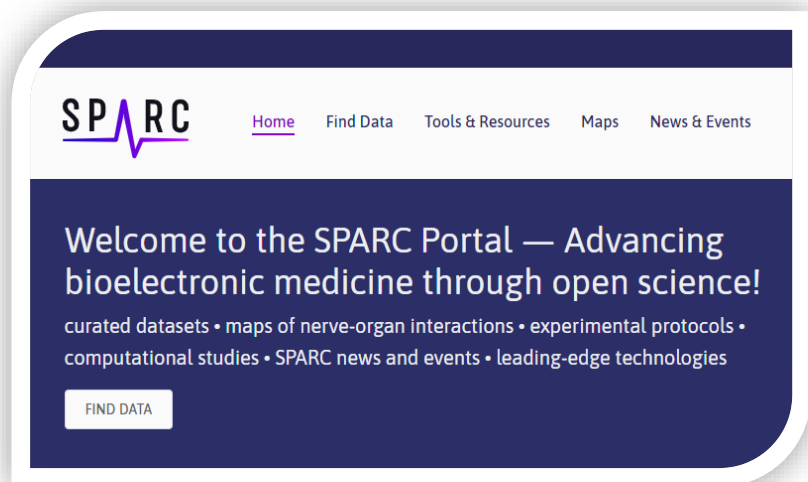 SPARC
Home Find Data Tools & Resources Maps News & Events
Welcome to the SPARC Portal — Advancing
bioelectronic medicine through open science!
curated datasets • maps of nerve-organ interactions • experimental protocols •
computational studies • SPARC news and events • leading-edge technologies
FIND DATA